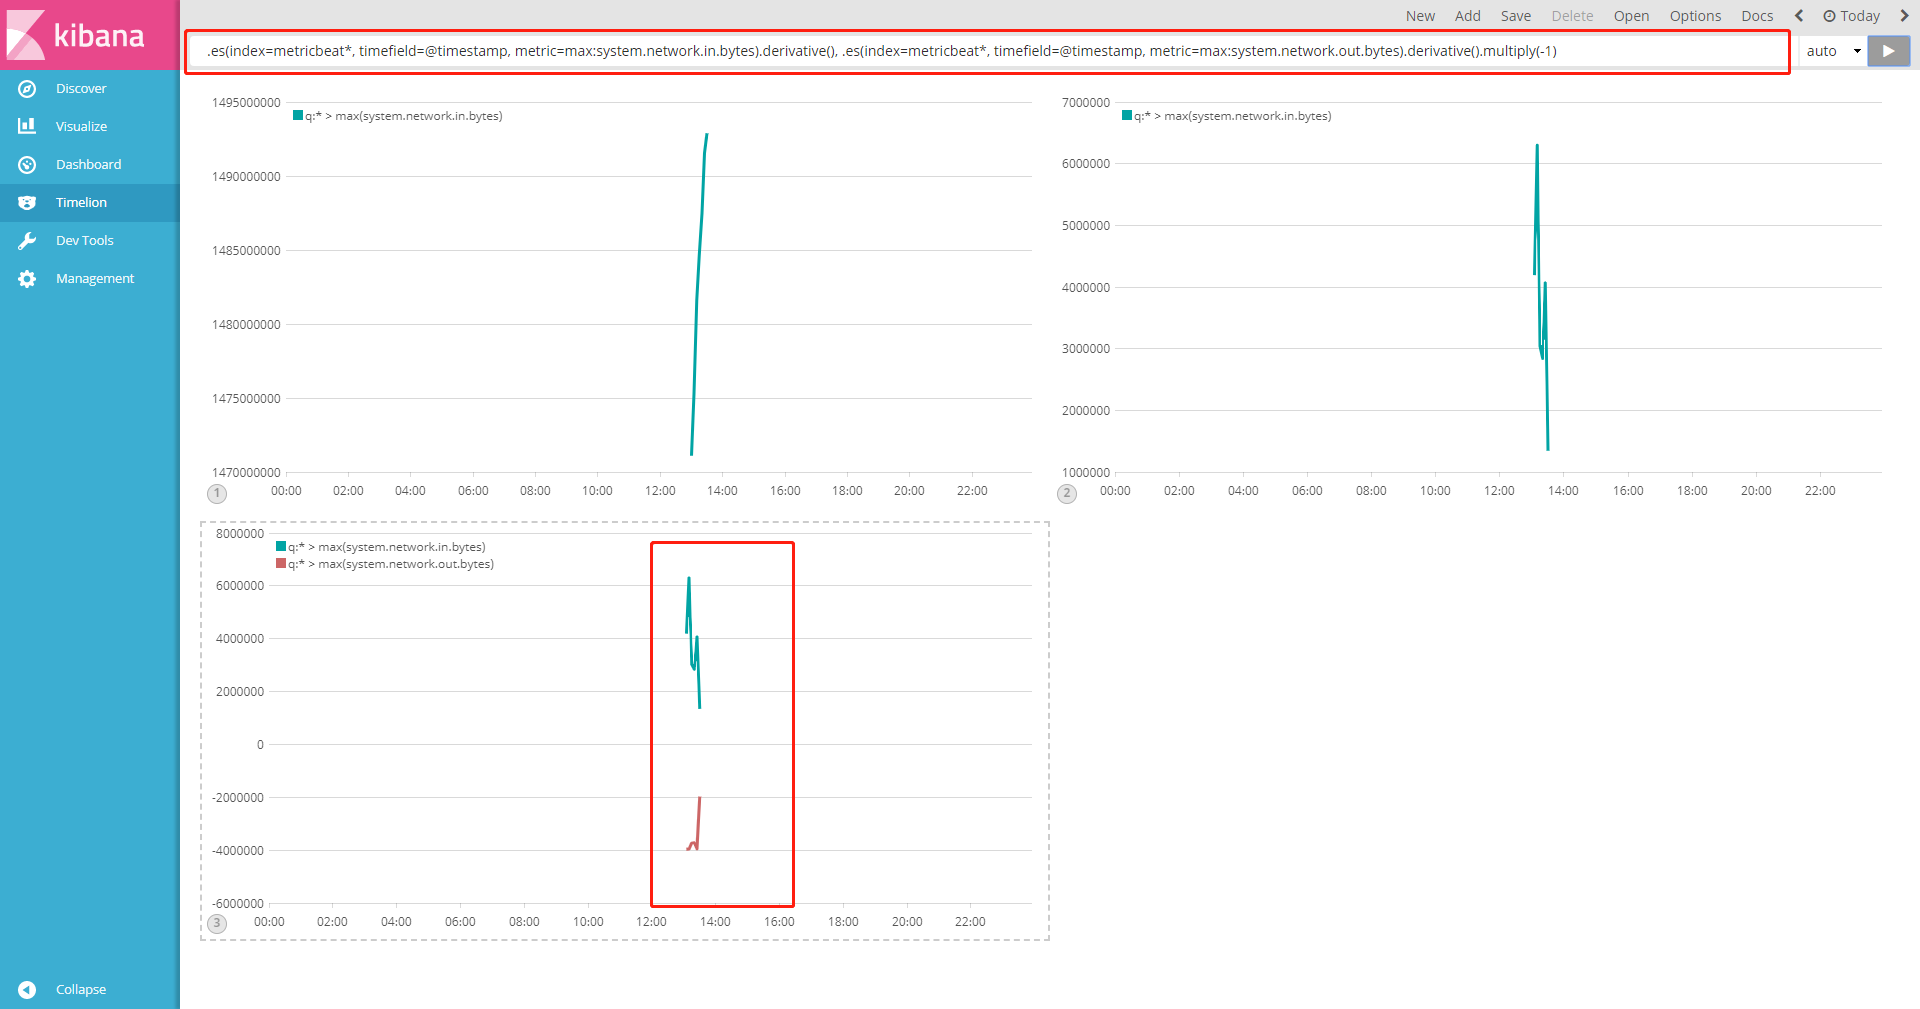 kibana
New Add Save Delete Open Options Docs Today
.es(index=metricbeat*, timefield=@timestamp, metric=max:system.network.in.bytes).derivative(), .es(index=metricbeat*, timefield=@timestamp, metric=max:system.network.out.bytes).derivative().multiply(-1)
auto
Discover
Visualize
Dashboard
Timelion
Dev Tools
Management
Collapse
q:* > max(system.network.in.bytes)
1495000000
1490000000
1485000000
1480000000
1475000000
1470000000
00:00 02:00 04:00 06:00 08:00 10:00 12:00 14:00 16:00 18:00 20:00 22:00
1
q:* > max(system.network.in.bytes)
7000000
6000000
5000000
4000000
3000000
2000000
1000000
00:00 02:00 04:00 06:00 08:00 10:00 12:00 14:00 16:00 18:00 20:00 22:00
2
q:* > max(system.network.in.bytes)
q:* > max(system.network.out.bytes)
8000000
6000000
4000000
2000000
0
-2000000
-4000000
-6000000
00:00 02:00 04:00 06:00 08:00 10:00 12:00 14:00 16:00 18:00 20:00 22:00
3